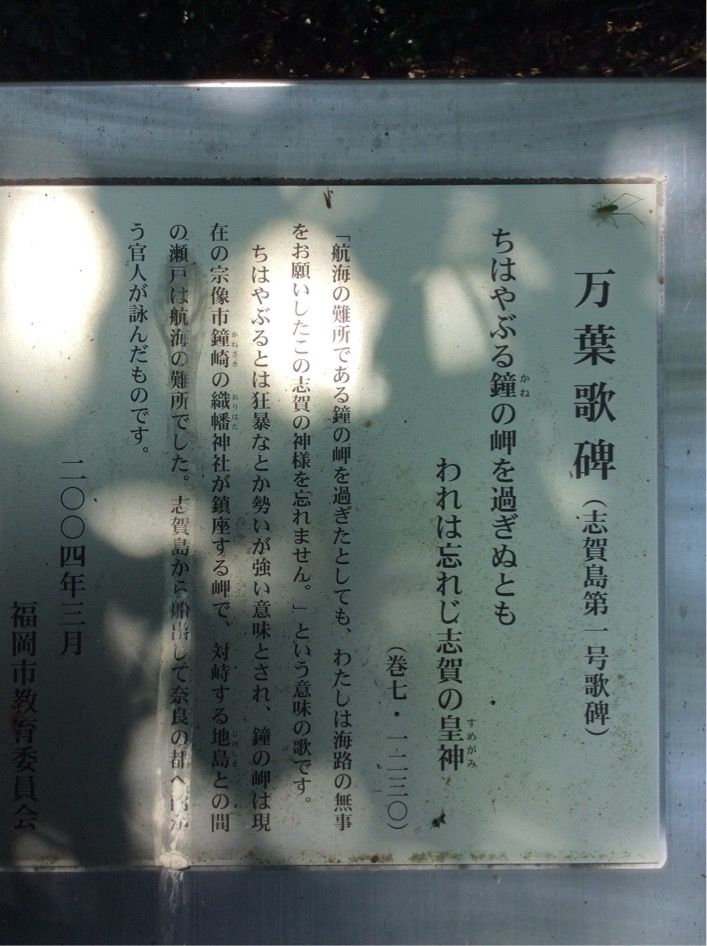 万葉歌碑(志賀島第一号歌碑)
ちはやぶる鐘の岬を過ぎぬとも
われは忘れじ志賀の皇神
(巻七・一二三〇)
「航海の難所である鐘の岬を過ぎたとしても、わたしは海路の無事
をお願いしたこの志賀の神様を忘れません。」という意味の歌です。
ちはやぶるとは狂暴なとか勢いが強い意味とされ、鐘の岬は現
在の宗像市鐘崎の織幡神社が鎮座する岬で、対峙する地島との間
の瀬戸は航海の難所でした。志賀島から船出して奈良の都へ
う官人が詠んだものです。
二〇〇四年三月
福岡市教育委員会